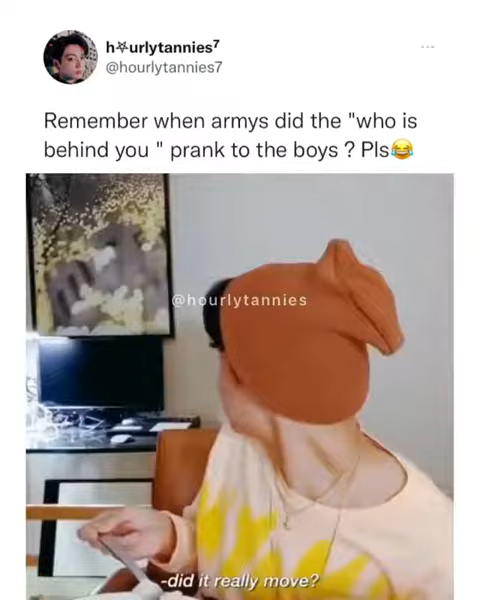 h⛧urlytannies⁷
@hourlytannies7
Remember when armys did the "who is
behind you " prank to the boys ? Pls😂
@hourlytannies
-did it really move?